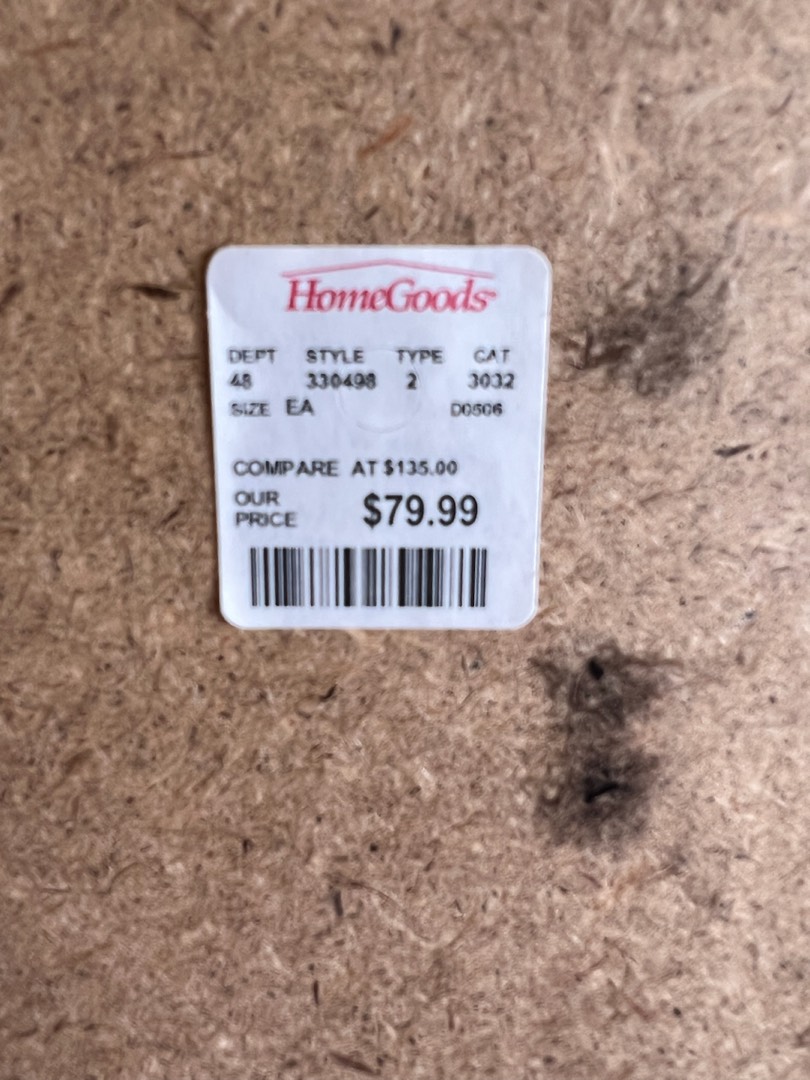 HomeGoods
DEPT STYLE TYPE CAT
48 330498 2 3032
SIZE EA D0506
COMPARE AT $135.00
OUR
PRICE $79.99